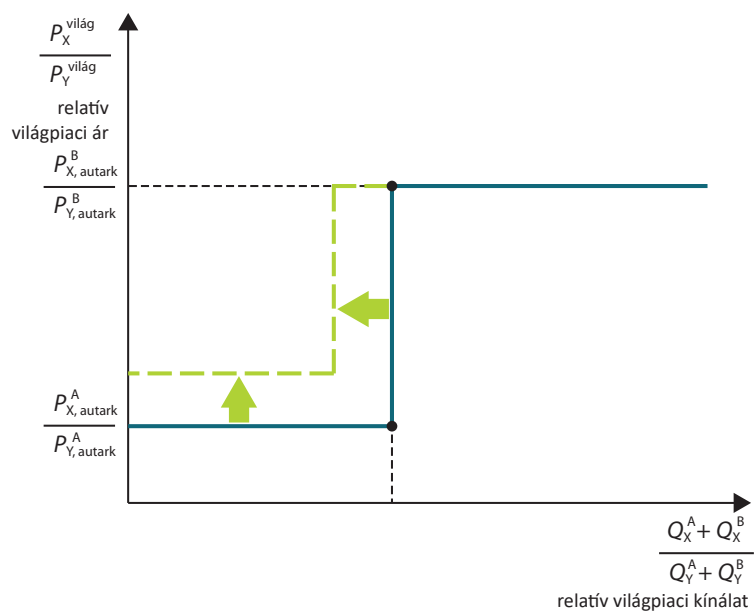 P_X^világ
P_Y^világ
relatív
világpiaci ár
P_X, autark^B
P_Y, autark^B
P_X, autark^A
P_Y, autark^A
Q_X^A + Q_X^B
Q_Y^A + Q_Y^B
relatív világpiaci kínálat